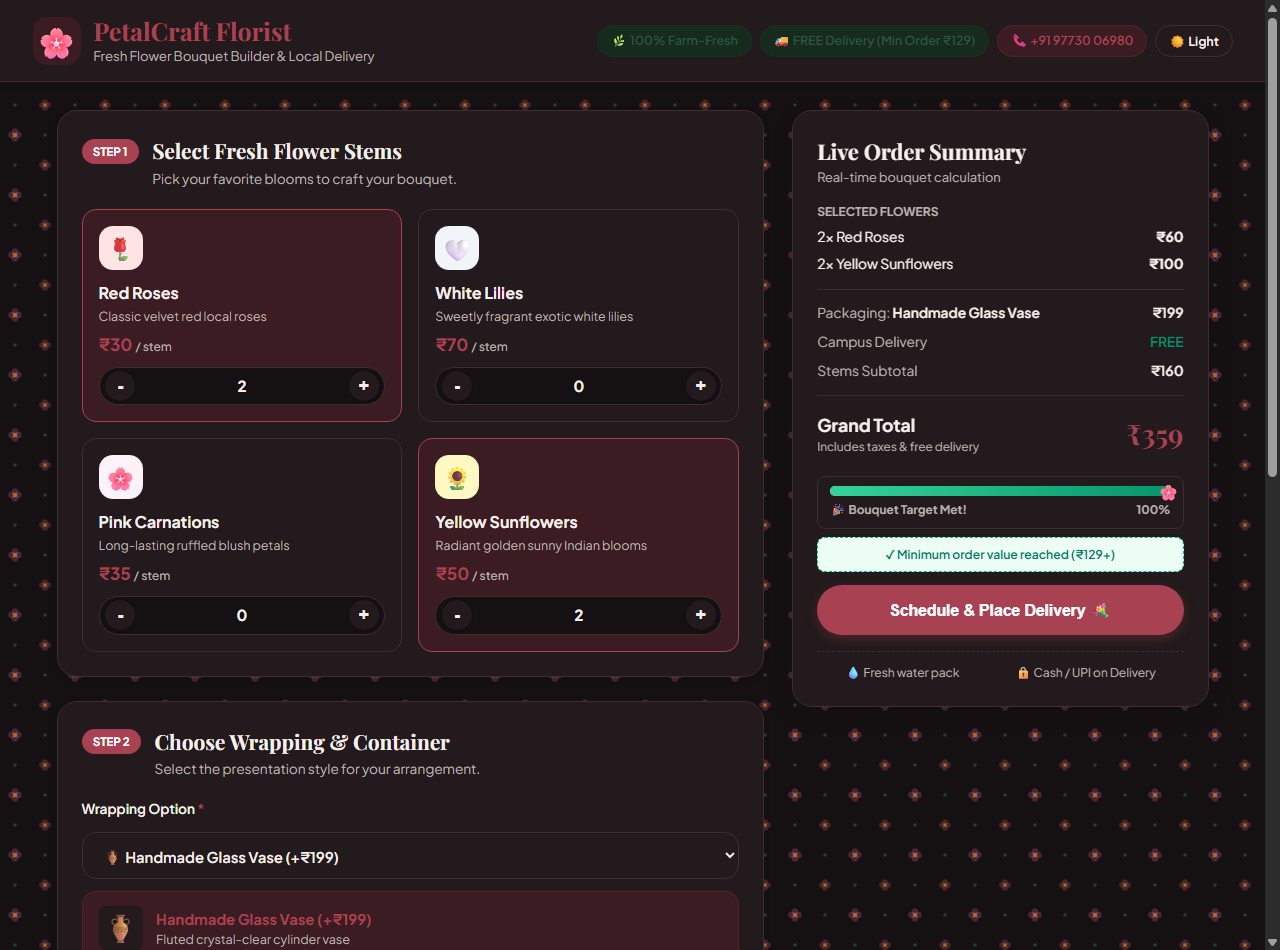 PetalCraft Florist
Fresh Flower Bouquet Builder & Local Delivery
🌿 100% Farm-Fresh
🚚 FREE Delivery (Min Order ₹129)
📞 +91 97730 06980
Light
STEP 1
Select Fresh Flower Stems
Pick your favorite blooms to craft your bouquet.
Red Roses
Classic velvet red local roses
₹30 / stem
- 2 +
White Lilies
Sweetly fragrant exotic white lilies
₹70 / stem
- 0 +
Pink Carnations
Long-lasting ruffled blush petals
₹35 / stem
- 0 +
Yellow Sunflowers
Radiant golden sunny Indian blooms
₹50 / stem
- 2 +
STEP 2
Choose Wrapping & Container
Select the presentation style for your arrangement.
Wrapping Option *
🏺 Handmade Glass Vase (+₹199)
Handmade Glass Vase (+₹199)
Fluted crystal-clear cylinder vase
Live Order Summary
Real-time bouquet calculation
SELECTED FLOWERS
2× Red Roses ₹60
2× Yellow Sunflowers ₹100
Packaging: Handmade Glass Vase ₹199
Campus Delivery FREE
Stems Subtotal ₹160
Grand Total ₹359
Includes taxes & free delivery
🎉 Bouquet Target Met! 100%
✓ Minimum order value reached (₹129+)
Schedule & Place Delivery 💐
💧 Fresh water pack
🔒 Cash / UPI on Delivery